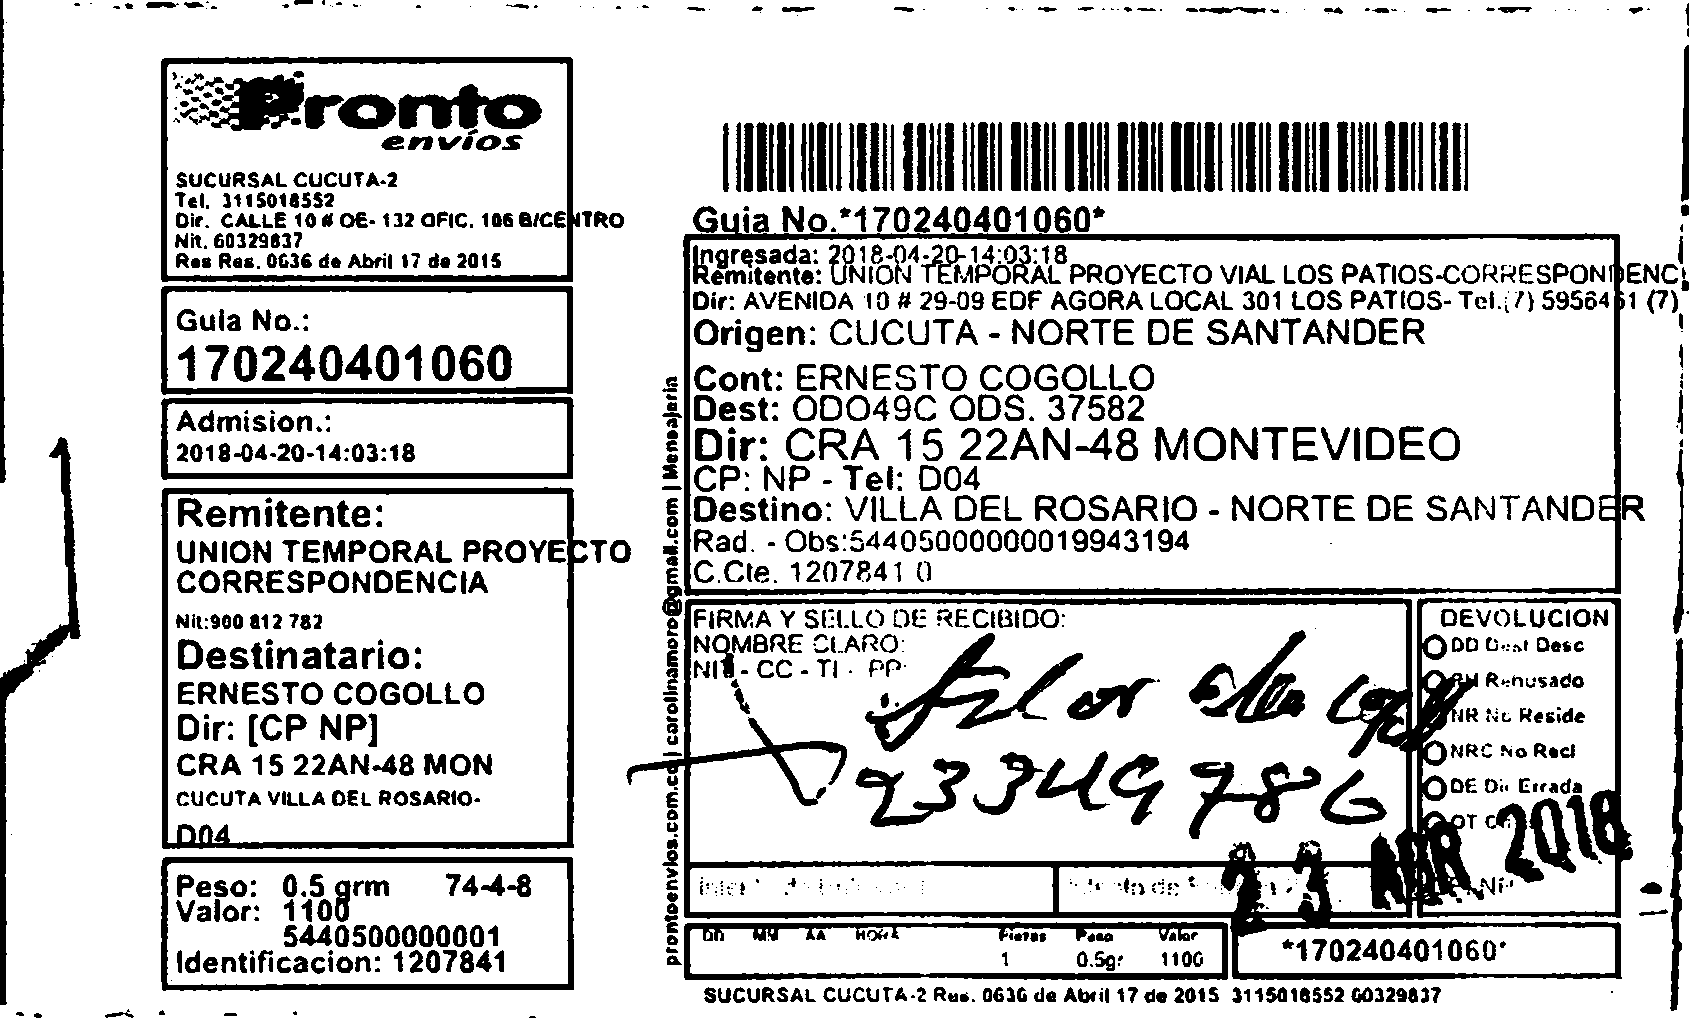 Pronto
envíos
SUCURSAL CUCUTA-2
Tel. 3115018552
Dir. CALLE 10 # OE- 132 OFIC. 106 B/CENTRO
Nit. 60329837
Res Res. 0636 de Abril 17 de 2015
Guia No.:
170240401060
Admision.:
2018-04-20-14:03:18
Remitente:
UNION TEMPORAL PROYECTO
CORRESPONDENCIA
Nit:900 812 782
Destinatario:
ERNESTO COGOLLO
Dir: [CP NP]
CRA 15 22AN-48 MON
CUCUTA VILLA DEL ROSARIO-
D04
Peso: 0.5 grm 74-4-8
Valor: 1100
5440500000001
Identificacion: 1207841
prontoenvios.com.co | carolinamoro@gmail.com | Mensajeria
Guia No.*170240401060*
Ingresada: 2018-04-20-14:03:18
Remitente: UNION TEMPORAL PROYECTO VIAL LOS PATIOS-CORRESPONDENCI
Dir: AVENIDA 10 # 29-09 EDF AGORA LOCAL 301 LOS PATIOS- Tel.(7) 5956461 (7)
Origen: CUCUTA - NORTE DE SANTANDER
Cont: ERNESTO COGOLLO
Dest: ODO49C ODS. 37582
Dir: CRA 15 22AN-48 MONTEVIDEO
CP: NP - Tel: D04
Destino: VILLA DEL ROSARIO - NORTE DE SANTANDER
Rad. - Obs:54405000000019943194
C.Cte. 1207841 0
FIRMA Y SELLO DE RECIBIDO:
NOMBRE CLARO:
NIT - CC - TI - PP:
23349786
DEVOLUCION
DD Dest Desc
RH Rehusado
NR No Reside
NRC No Recl
DE Dir Errada
OT
23 ABR 2018
DD MM AA HORA Piezas Peso Valor
1 0.5gr 1100
*170240401060*
SUCURSAL CUCUTA-2 Res. 0636 de Abril 17 de 2015 3115018552 60329837